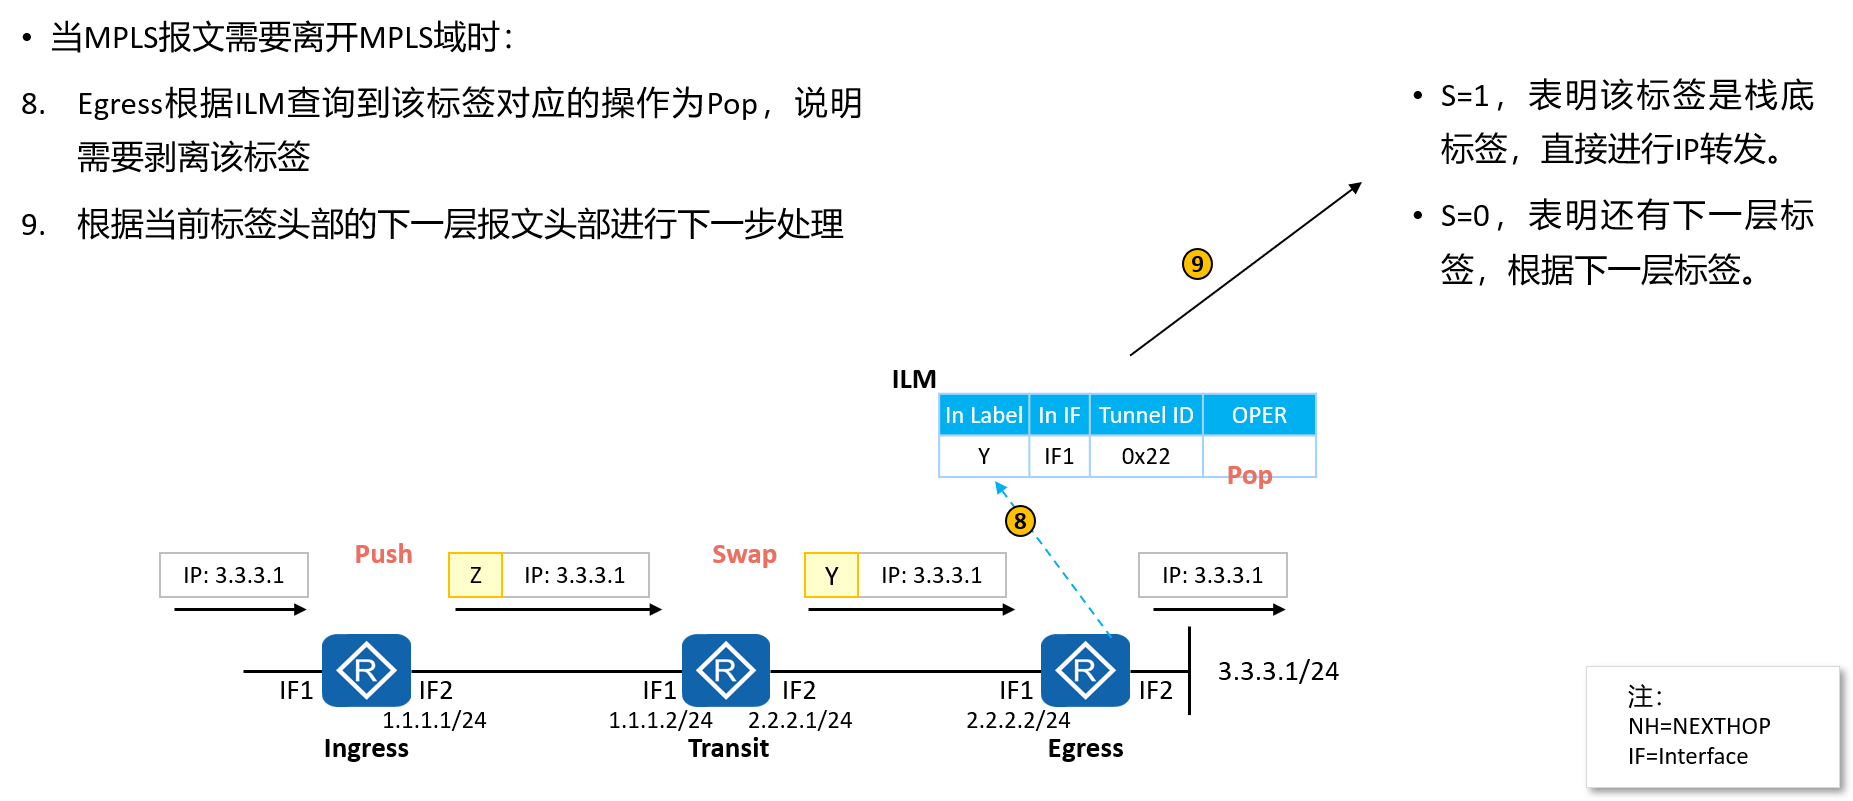 • 当MPLS报文需要离开MPLS域时：
8. Egress根据ILM查询到该标签对应的操作为Pop，说明
需要剥离该标签
9. 根据当前标签头部的下一层报文头部进行下一步处理
• S=1，表明该标签是栈底
标签，直接进行IP转发。
• S=0，表明还有下一层标
签，根据下一层标签。
9
ILM
In Label In IF Tunnel ID OPER
Y IF1 0x22 Pop
8
Push Swap
IP: 3.3.3.1 Z IP: 3.3.3.1 Y IP: 3.3.3.1 IP: 3.3.3.1
R R R
3.3.3.1/24
IF1 IF2 IF1 IF2 IF1 IF2
1.1.1.1/24 1.1.1.2/24 2.2.2.1/24 2.2.2.2/24
Ingress Transit Egress
注：
NH=NEXTHOP
IF=Interface